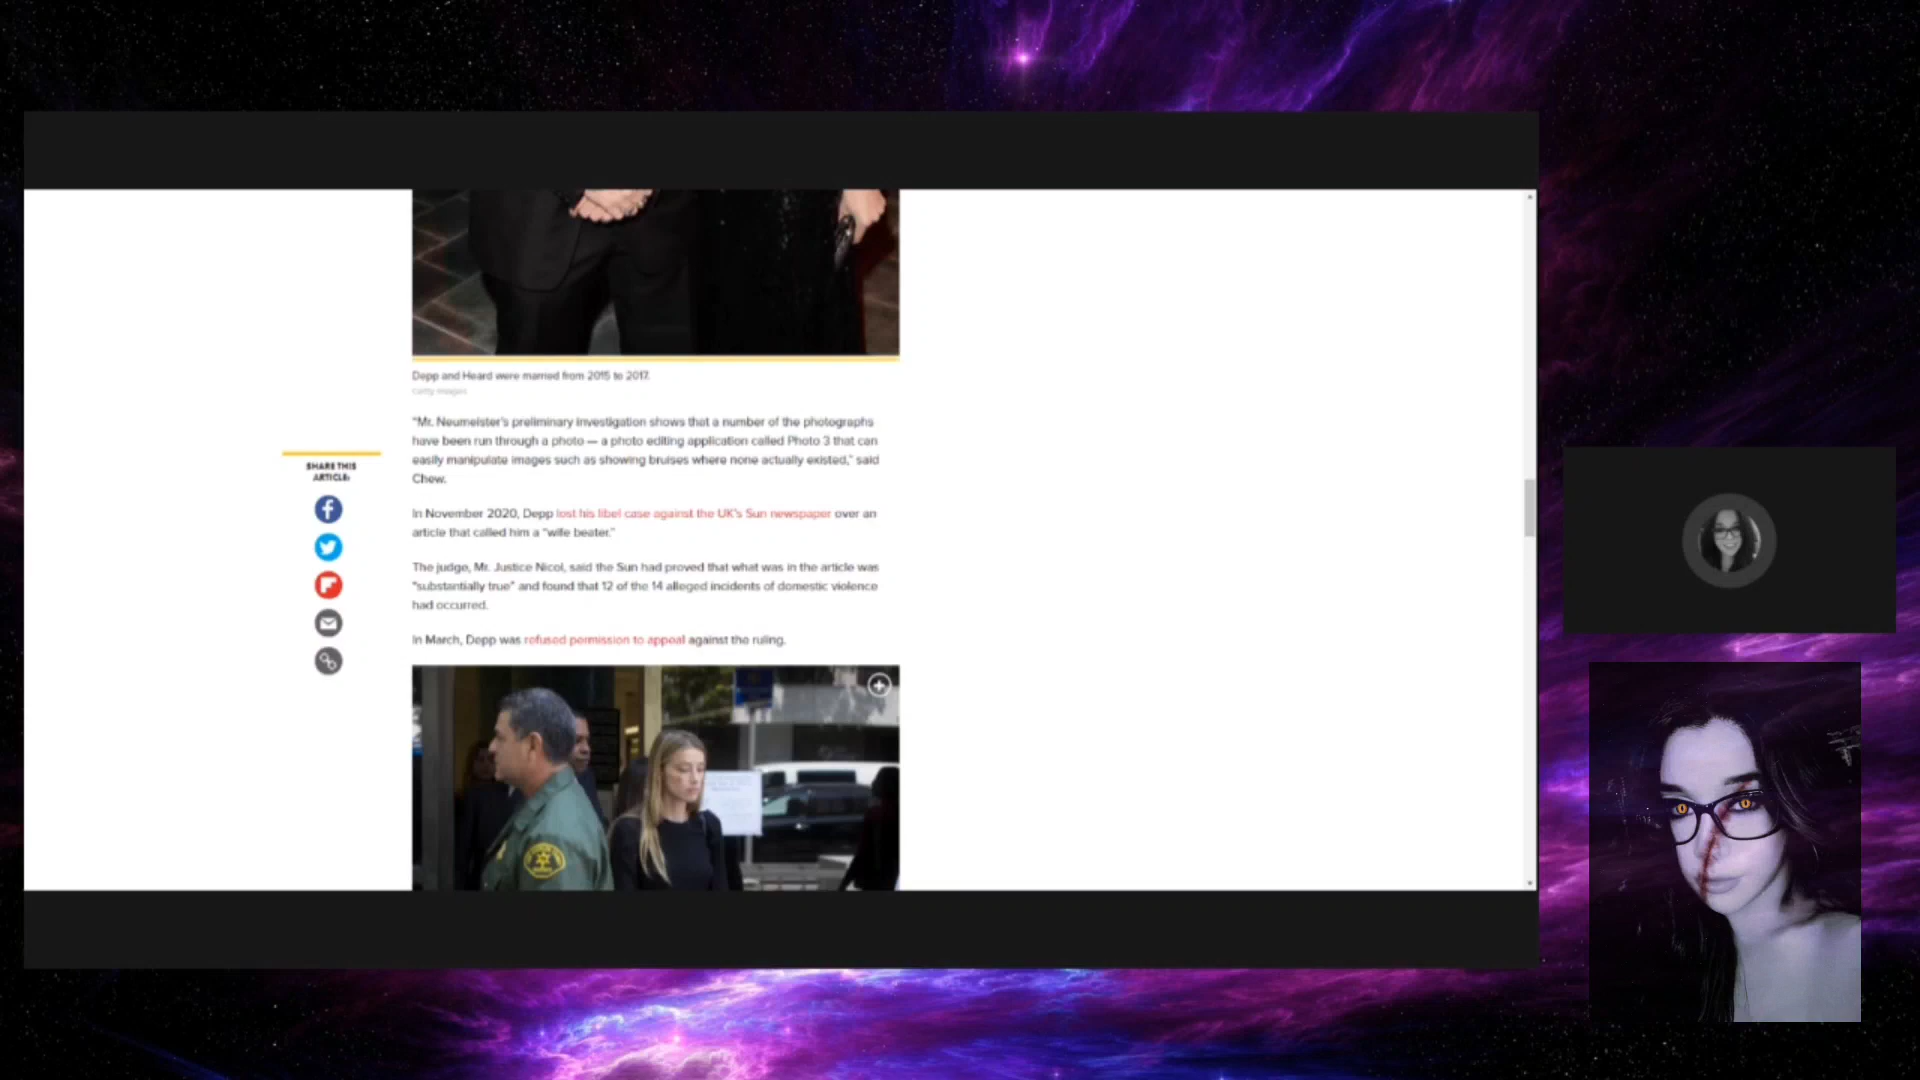 Depp and Heard were married from 2015 to 2017.
Getty Images
"Mr. Neumeister's preliminary investigation shows that a number of the photographs
have been run through a photo — a photo editing application called Photo 3 that can
easily manipulate images such as showing bruises where none actually existed," said
Chew.
SHARE THIS
ARTICLE:
In November 2020, Depp lost his libel case against the UK's Sun newspaper over an
article that called him a "wife beater."
The judge, Mr. Justice Nicol, said the Sun had proved that what was in the article was
"substantially true" and found that 12 of the 14 alleged incidents of domestic violence
had occurred.
In March, Depp was refused permission to appeal against the ruling.